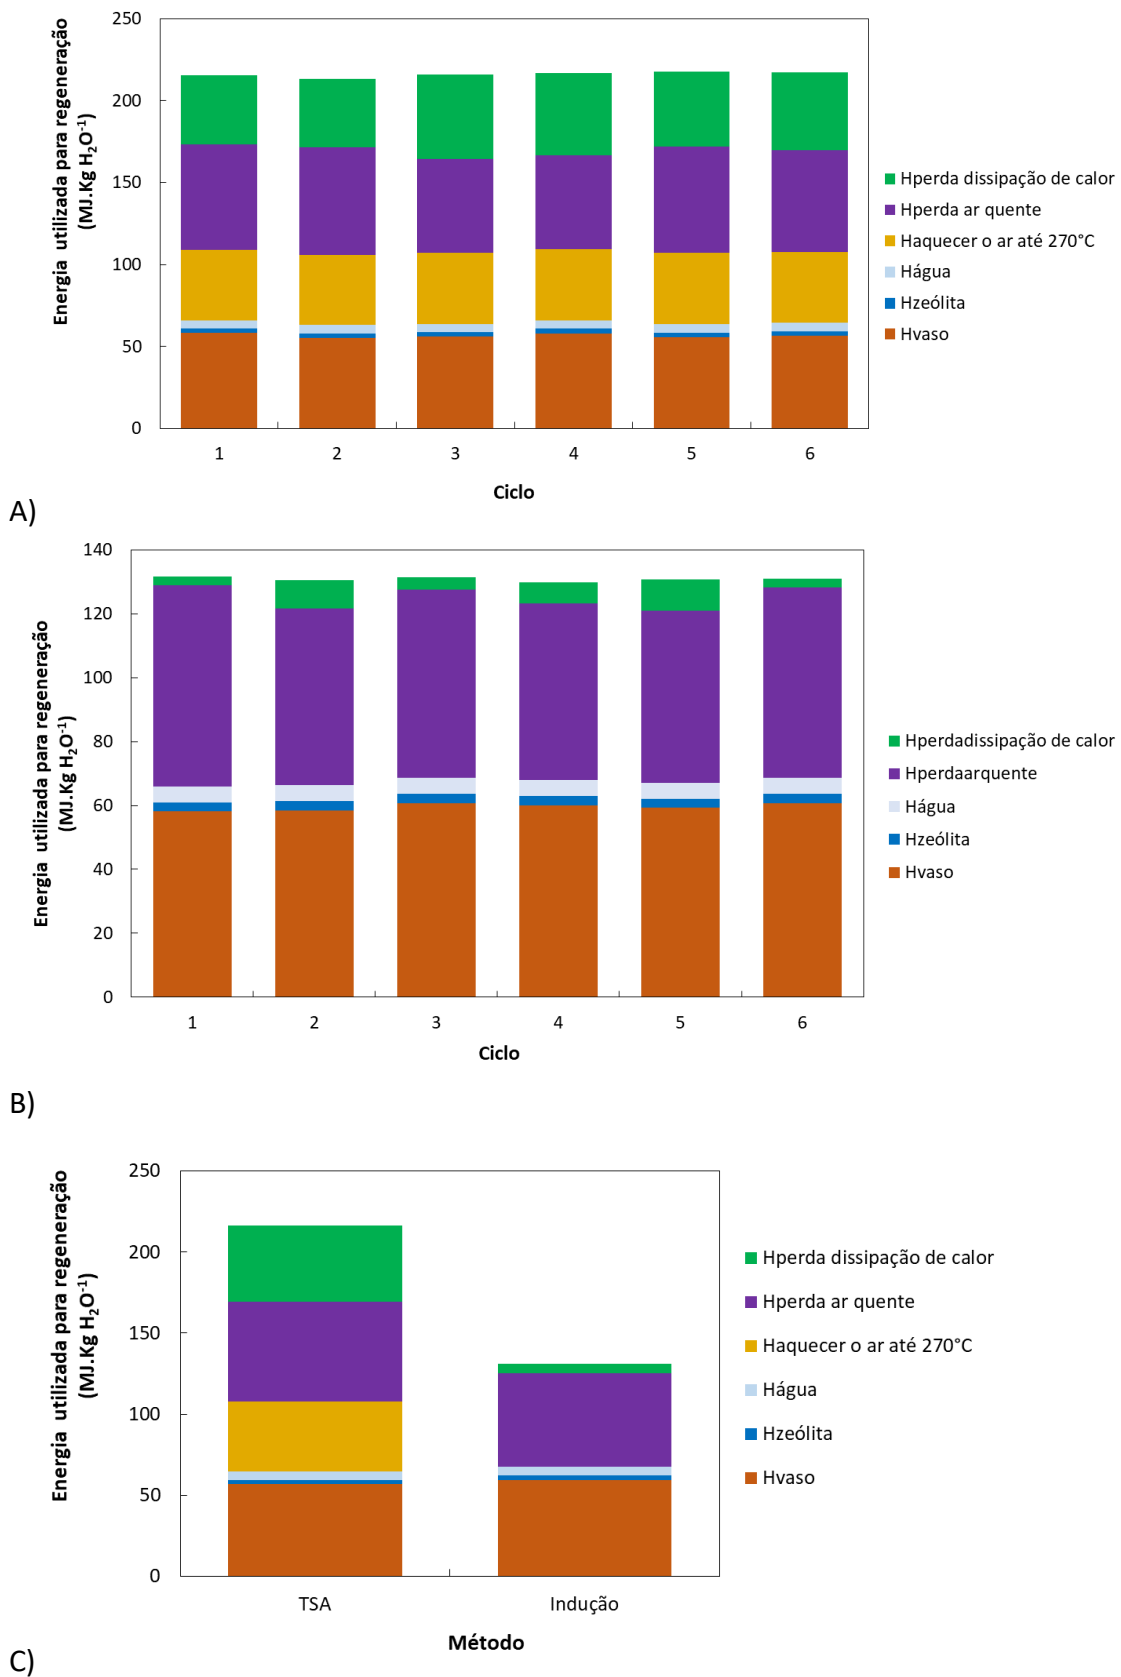 Energia utilizada para regeneração
(MJ.Kg H₂O⁻¹)
250
200
150
100
50
0
1 2 3 4 5 6
Ciclo
Hperda dissipação de calor
Hperda ar quente
Haquecer o ar até 270°C
Hágua
Hzeólita
Hvaso
A)
Energia utilizada para regeneração
(MJ.Kg H₂O⁻¹)
140
120
100
80
60
40
20
0
1 2 3 4 5 6
Ciclo
Hperdadissipação de calor
Hperdaarquente
Hágua
Hzeólita
Hvaso
B)
Energia utilizada para regeneração
(MJ.Kg H₂O⁻¹)
250
200
150
100
50
0
TSA Indução
Método
Hperda dissipação de calor
Hperda ar quente
Haquecer o ar até 270°C
Hágua
Hzeólita
Hvaso
C)